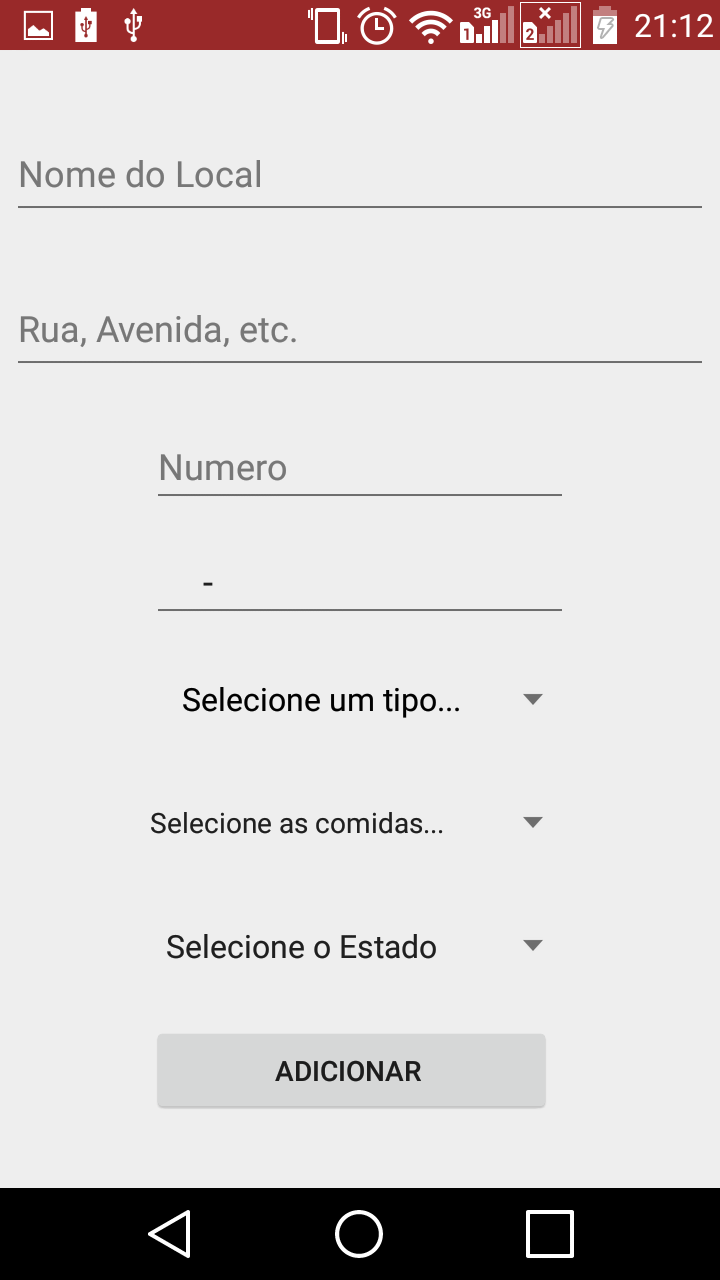 3G
1
2
21:12
Nome do Local
Rua, Avenida, etc.
Numero
-
Selecione um tipo...
Selecione as comidas...
Selecione o Estado
ADICIONAR